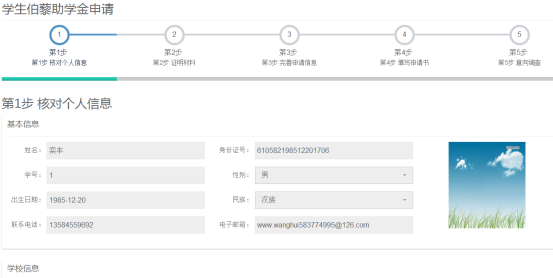 学生伯藜助学金申请
1 2 3 4 5
第1步 第2步 第3步 第4步 第5步
第1步 核对个人信息 第2步 证明材料 第3步 完善申请信息 第4步 填写申请书 第5步 意向调查
第1步 核对个人信息
基本信息
姓名： 栾丰 身份证号： 610582198512201706
学号： 1 性别： 男
出生日期： 1985-12-20 民族： 汉族
联系电话： 13584559692 电子邮箱： www.wanghui583774995@126.com
学校信息